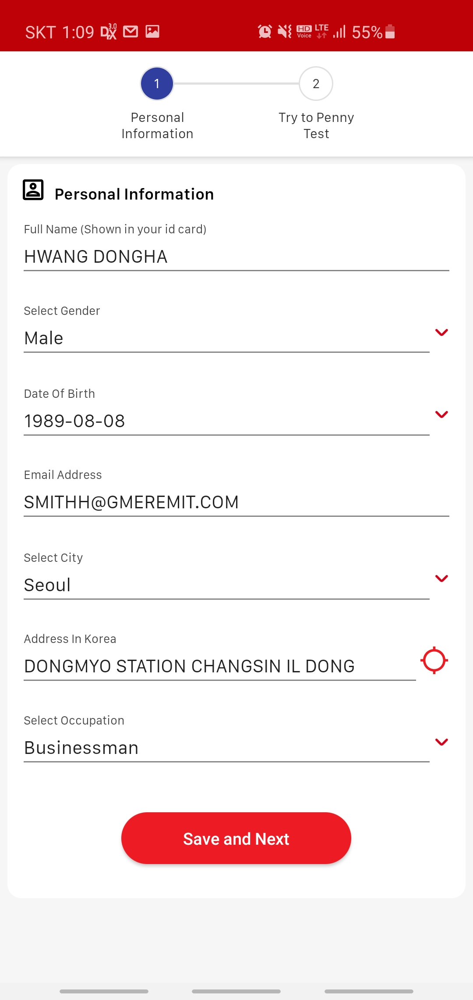 SKT 1:09 DX 3.0 HD Voice LTE 55%
1 2
Personal Information
Try to Penny Test
Personal Information
Full Name (Shown in your id card)
HWANG DONGHA
Select Gender
Male
Date Of Birth
1989-08-08
Email Address
SMITHH@GMEREMIT.COM
Select City
Seoul
Address In Korea
DONGMYO STATION CHANGSIN IL DONG
Select Occupation
Businessman
Save and Next